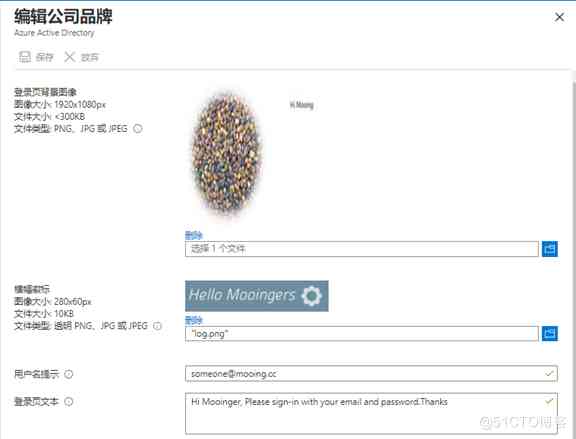 编辑公司品牌
Azure Active Directory
保存 放弃
登录页背景图像
图像大小: 1920x1080px
文件大小: <300KB
文件类型: PNG、JPG 或 JPEG
Hi Mooing
删除
选择 1 个文件
横幅徽标
图像大小: 280x60px
文件大小: 10KB
文件类型: 透明 PNG、JPG 或 JPEG
Hello Mooingers
删除
"log.png"
用户名提示
someone@mooing.cc
登录页文本
Hi Mooinger, Please sign-in with your email and password.Thanks
@51CTO博客